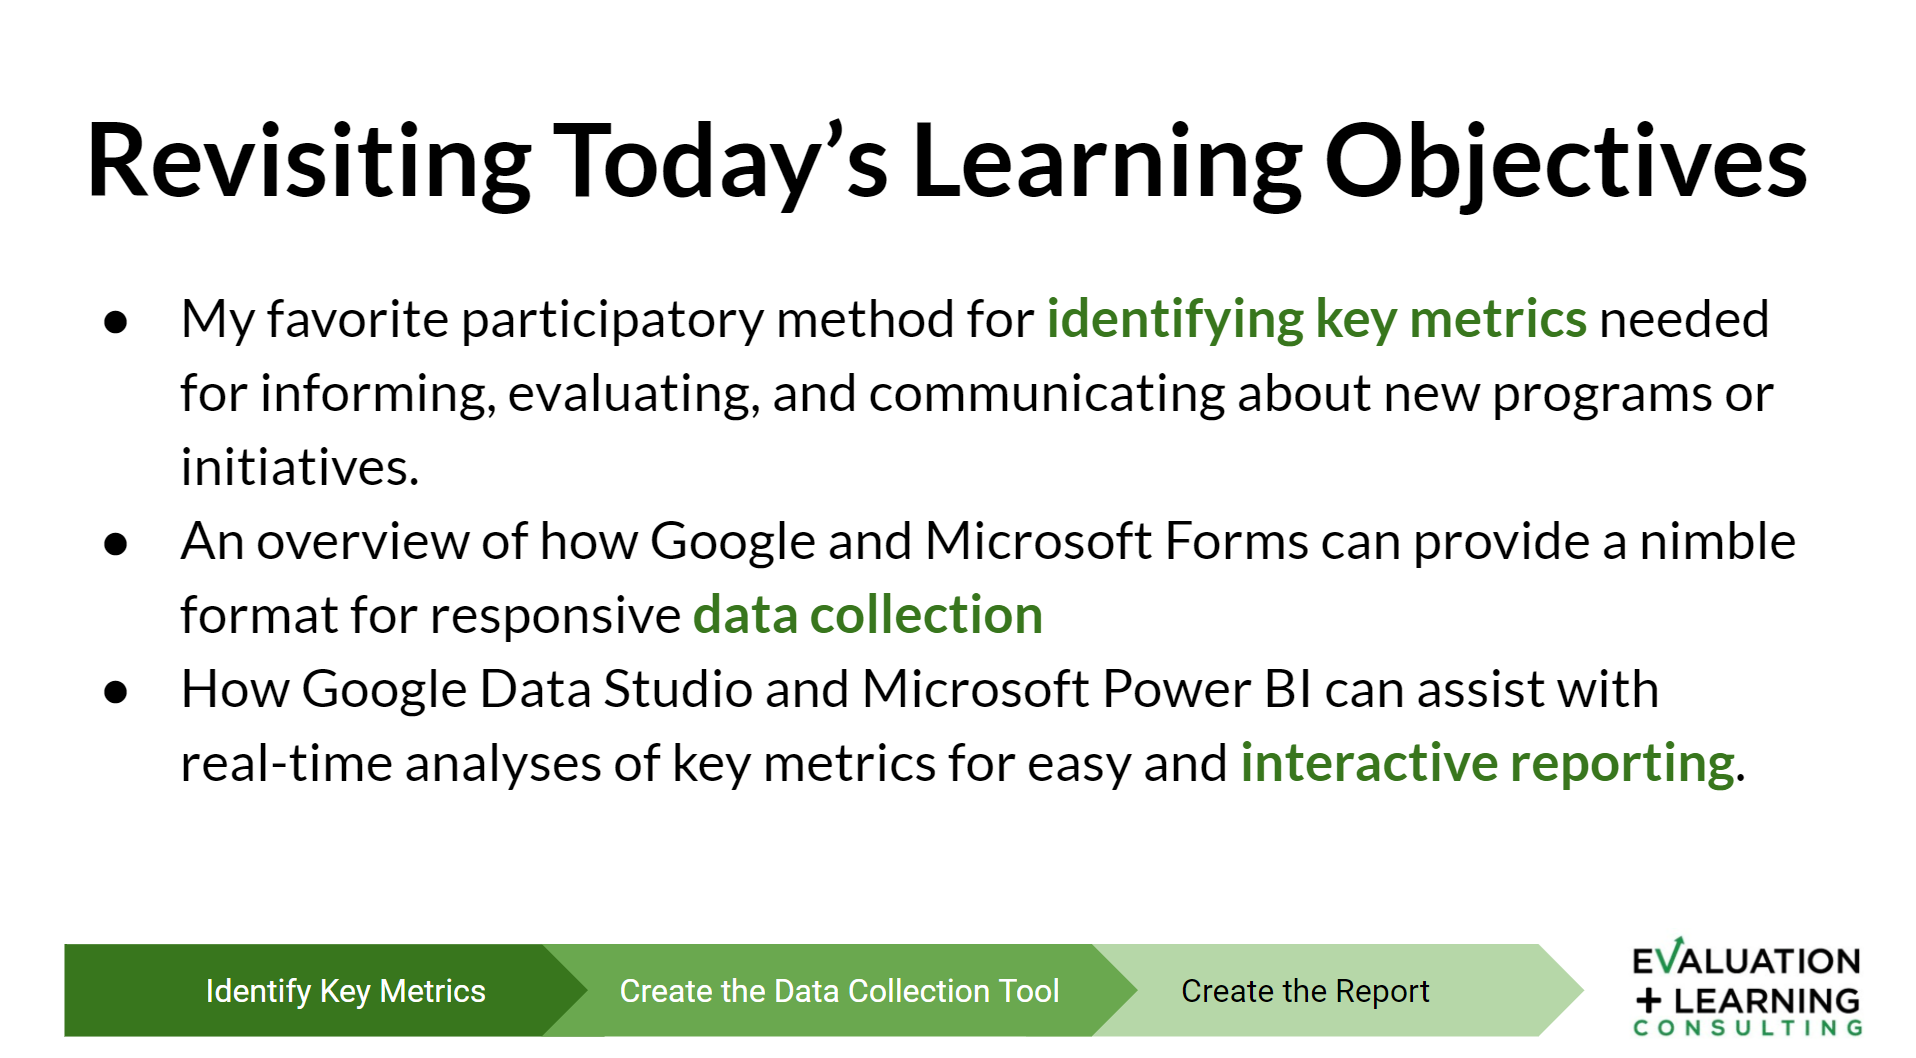 Revisiting Today’s Learning Objectives
● My favorite participatory method for identifying key metrics needed
for informing, evaluating, and communicating about new programs or
initiatives.
● An overview of how Google and Microsoft Forms can provide a nimble
format for responsive data collection
● How Google Data Studio and Microsoft Power BI can assist with
real-time analyses of key metrics for easy and interactive reporting.
Identify Key Metrics
Create the Data Collection Tool
Create the Report
EVALUATION
+ LEARNING
CONSULTING